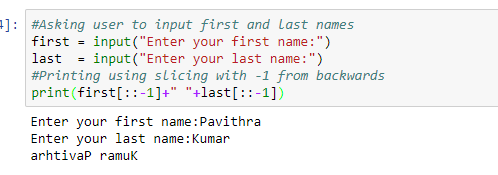 4]:
#Asking user to input first and last names
first = input("Enter your first name:")
last  = input("Enter your last name:")
#Printing using slicing with -1 from backwards
print(first[::-1]+" "+last[::-1])
Enter your first name:Pavithra
Enter your last name:Kumar
arhtivaP ramuK